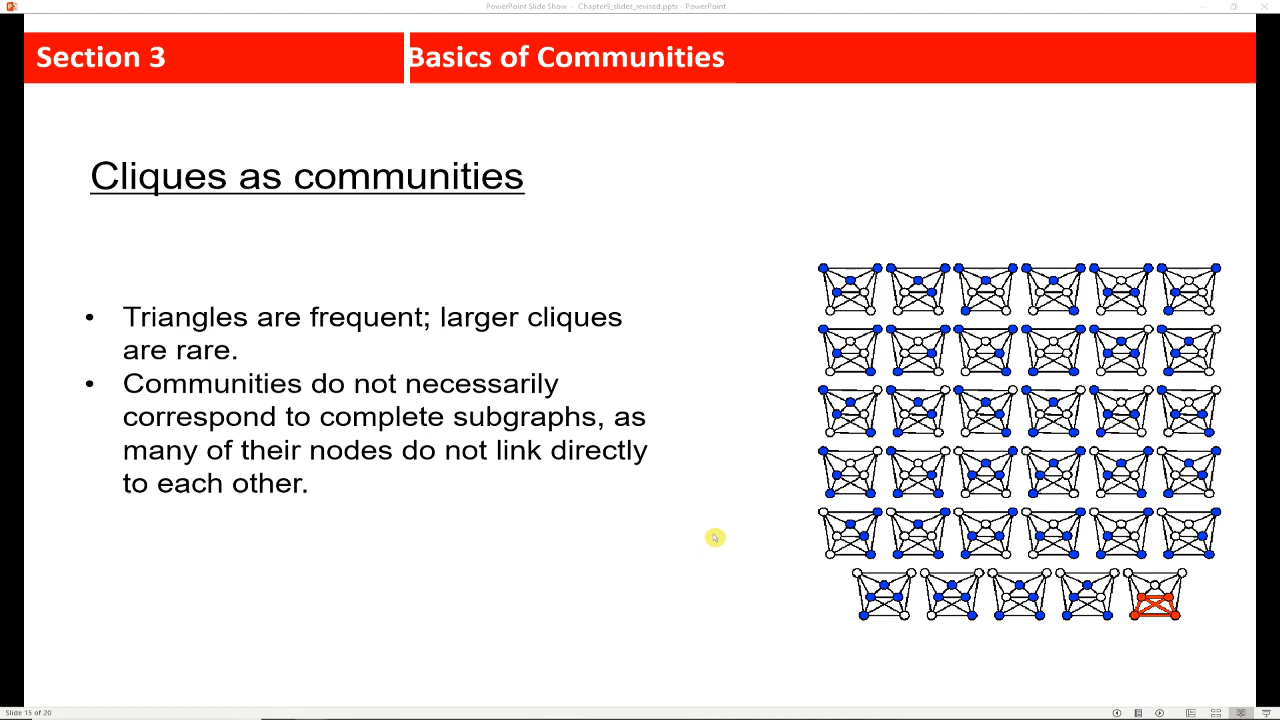 PowerPoint Slide Show - Chapter9_slides_revised.pptx - PowerPoint
Section 3
Basics of Communities
Cliques as communities
• Triangles are frequent; larger cliques
are rare.
• Communities do not necessarily
correspond to complete subgraphs, as
many of their nodes do not link directly
to each other.
Slide 15 of 20